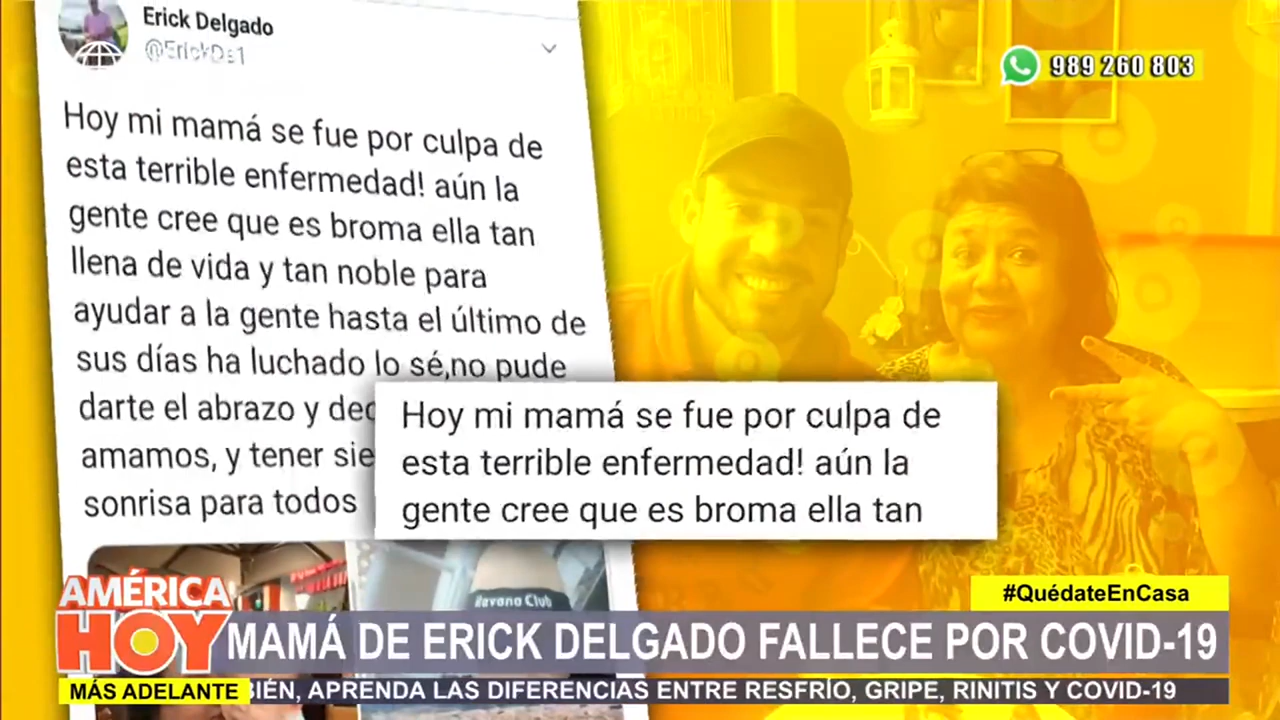 Erick Delgado
@ErickDs1
989 260 803
Hoy mi mamá se fue por culpa de
esta terrible enfermedad! aún la
gente cree que es broma ella tan
llena de vida y tan noble para
ayudar a la gente hasta el último de
sus días ha luchado lo sé,no pude
darte el abrazo y
amamos, y tener
sonrisa para todos
Hoy mi mamá se fue por culpa de
esta terrible enfermedad! aún la
gente cree que es broma ella tan
Havana Club
#QuédateEnCasa
AMÉRICA
HOY
MAMÁ DE ERICK DELGADO FALLECE POR COVID-19
MÁS ADELANTE
APRENDA LAS DIFERENCIAS ENTRE RESFRÍO, GRIPE, RINITIS Y COVID-19